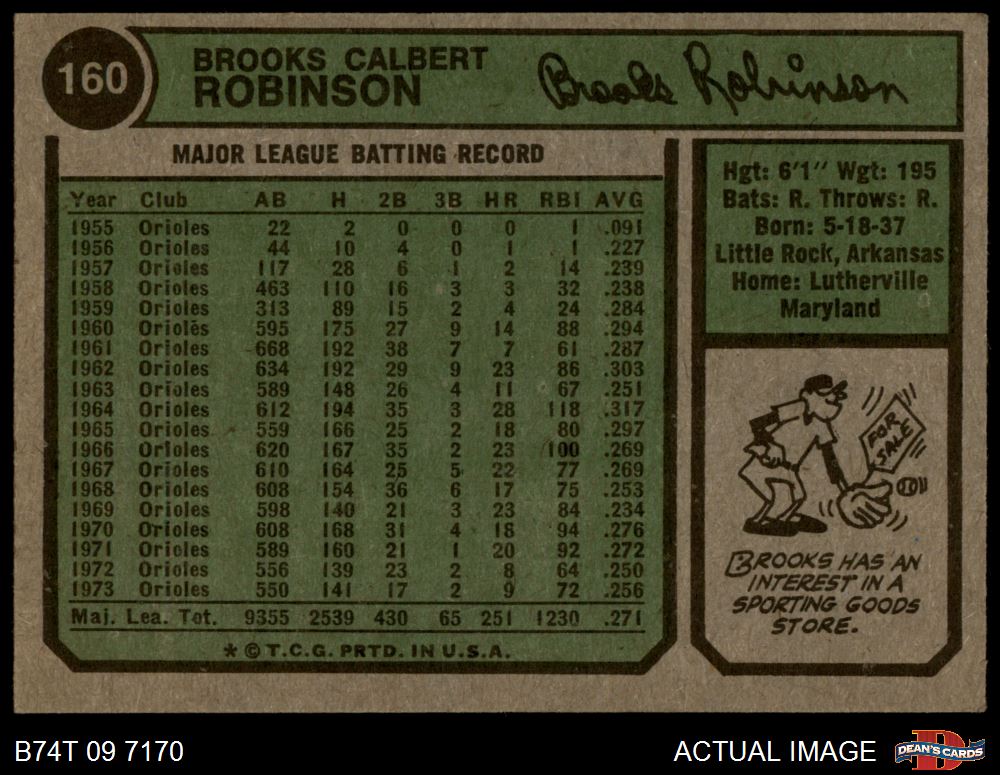 160
BROOKS CALBERT
ROBINSON
Brooks Robinson
MAJOR LEAGUE BATTING RECORD
Year Club AB H 2B 3B HR RBI AVG
1955 Orioles 22 2 0 0 0 1 .091
1956 Orioles 44 10 4 0 1 1 .227
1957 Orioles 117 28 6 1 2 14 .239
1958 Orioles 463 110 16 3 3 32 .238
1959 Orioles 313 89 15 2 4 24 .284
1960 Orioles 595 175 27 9 14 88 .294
1961 Orioles 668 192 38 7 7 61 .287
1962 Orioles 634 192 29 9 23 86 .303
1963 Orioles 589 148 26 4 11 67 .251
1964 Orioles 612 194 35 3 28 118 .317
1965 Orioles 559 166 25 2 18 80 .297
1966 Orioles 620 167 35 2 23 100 .269
1967 Orioles 610 164 25 5 22 77 .269
1968 Orioles 608 154 36 6 17 75 .253
1969 Orioles 598 140 21 3 23 84 .234
1970 Orioles 608 168 31 4 18 94 .276
1971 Orioles 589 160 21 1 20 92 .272
1972 Orioles 556 139 23 2 8 64 .250
1973 Orioles 550 141 17 2 9 72 .256
Maj. Lea. Tot. 9355 2539 430 65 251 1230 .271
* © T.C.G. PRTD. IN U.S.A.
Hgt: 6'1" Wgt: 195
Bats: R. Throws: R.
Born: 5-18-37
Little Rock, Arkansas
Home: Lutherville
Maryland
FOR
SALE
BROOKS HAS AN
INTEREST IN A
SPORTING GOODS
STORE.
B74T 09 7170
ACTUAL IMAGE
D
DEAN'S CARDS